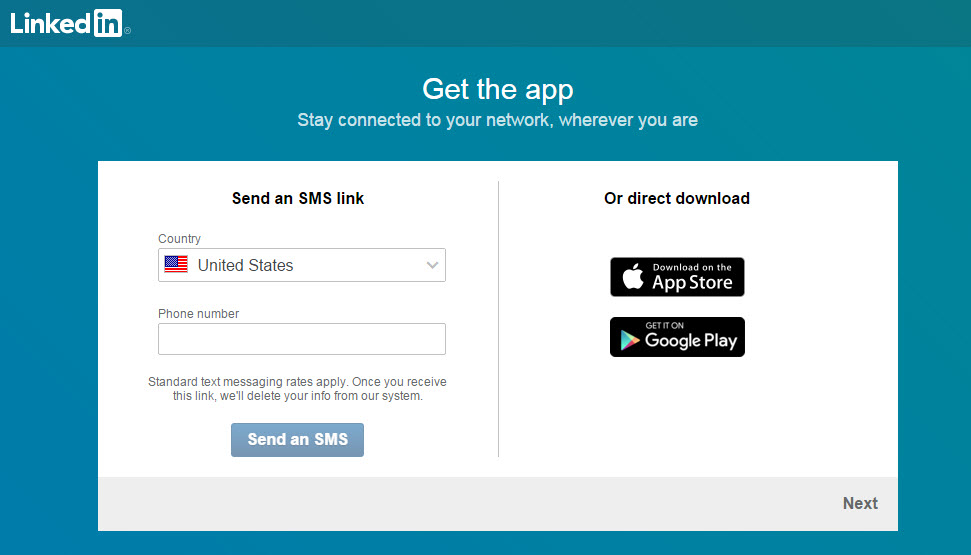 Linked in®
Get the app
Stay connected to your network, wherever you are
Send an SMS link
Country
United States
Phone number
Standard text messaging rates apply. Once you receive
this link, we'll delete your info from our system.
Send an SMS
Or direct download
Download on the
App Store
GET IT ON
Google Play
Next